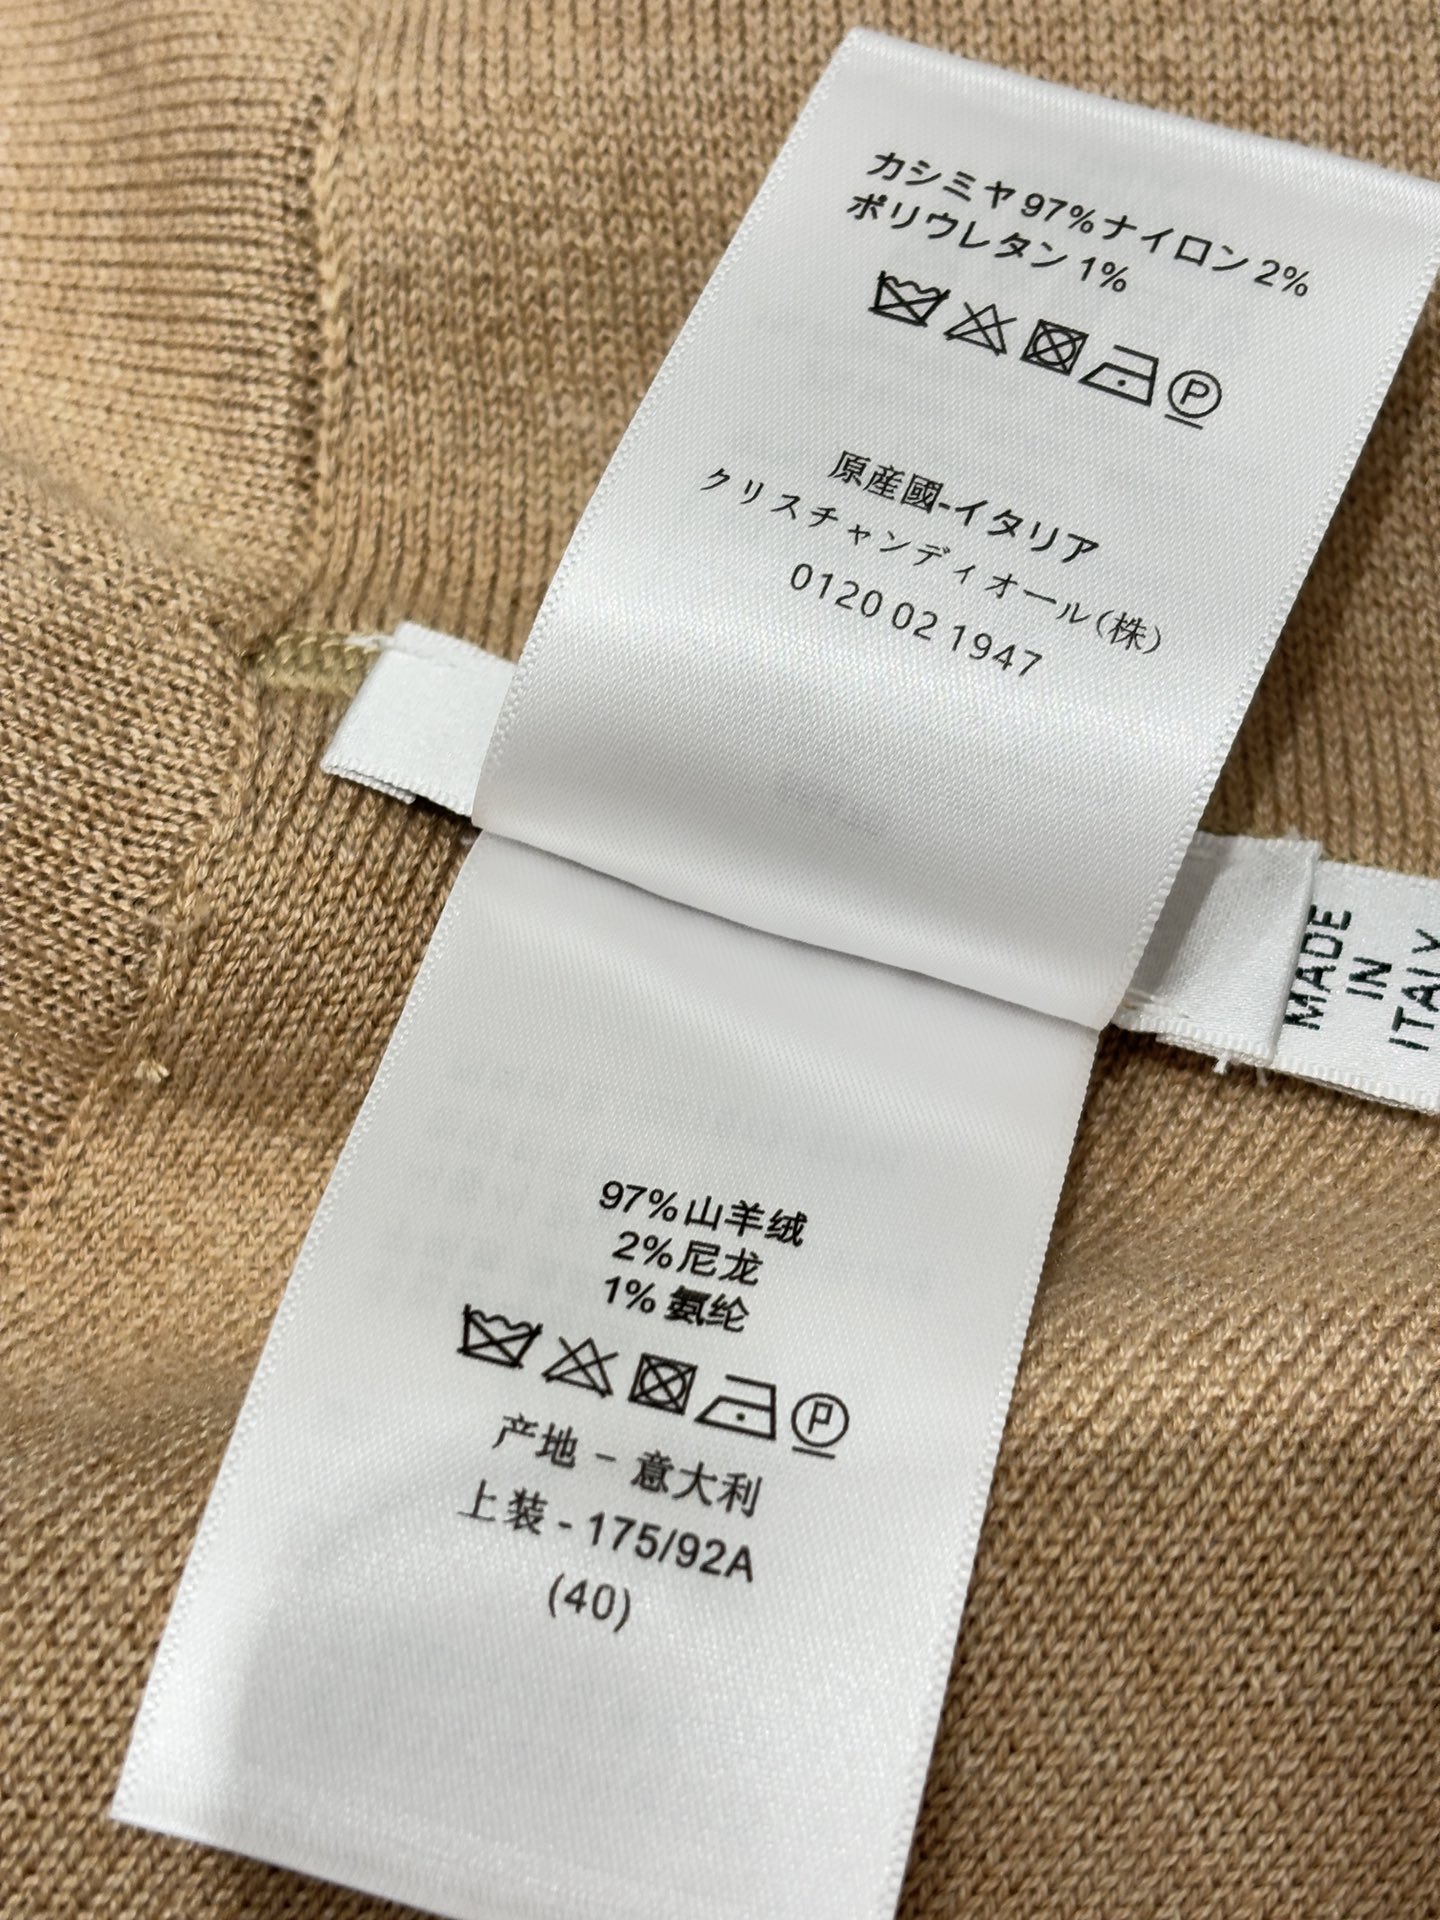 カシミヤ 97%ナイロン 2%
ポリウレタン 1%
P
原産國-イタリア
クリスチャンディオール(株)
0120 02 1947
MADE
IN
ITALY
97%山羊绒
2%尼龙
1% 氨纶
P
产地 - 意大利
上装 - 175/92A
(40)